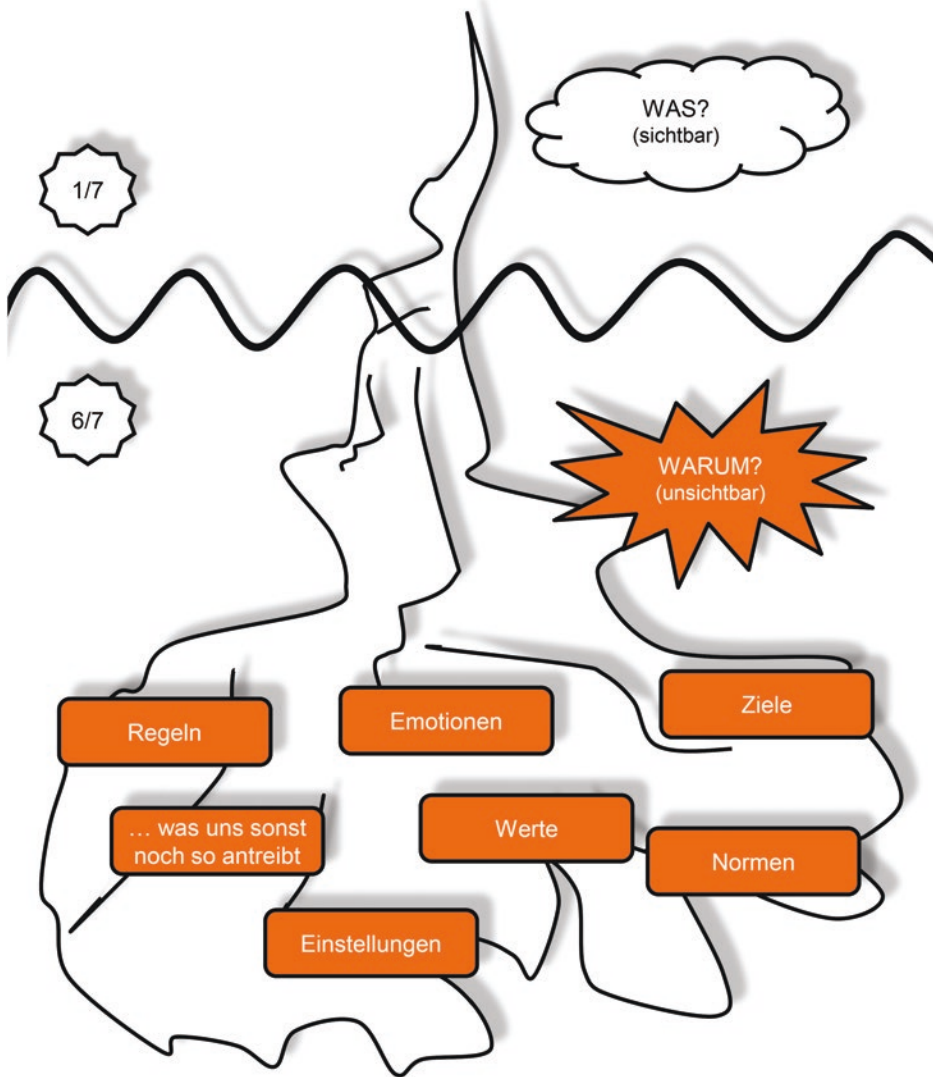 WAS?
(sichtbar)
1/7
6/7
WARUM?
(unsichtbar)
Regeln
Emotionen
Ziele
... was uns sonst
noch so antreibt
Werte
Normen
Einstellungen